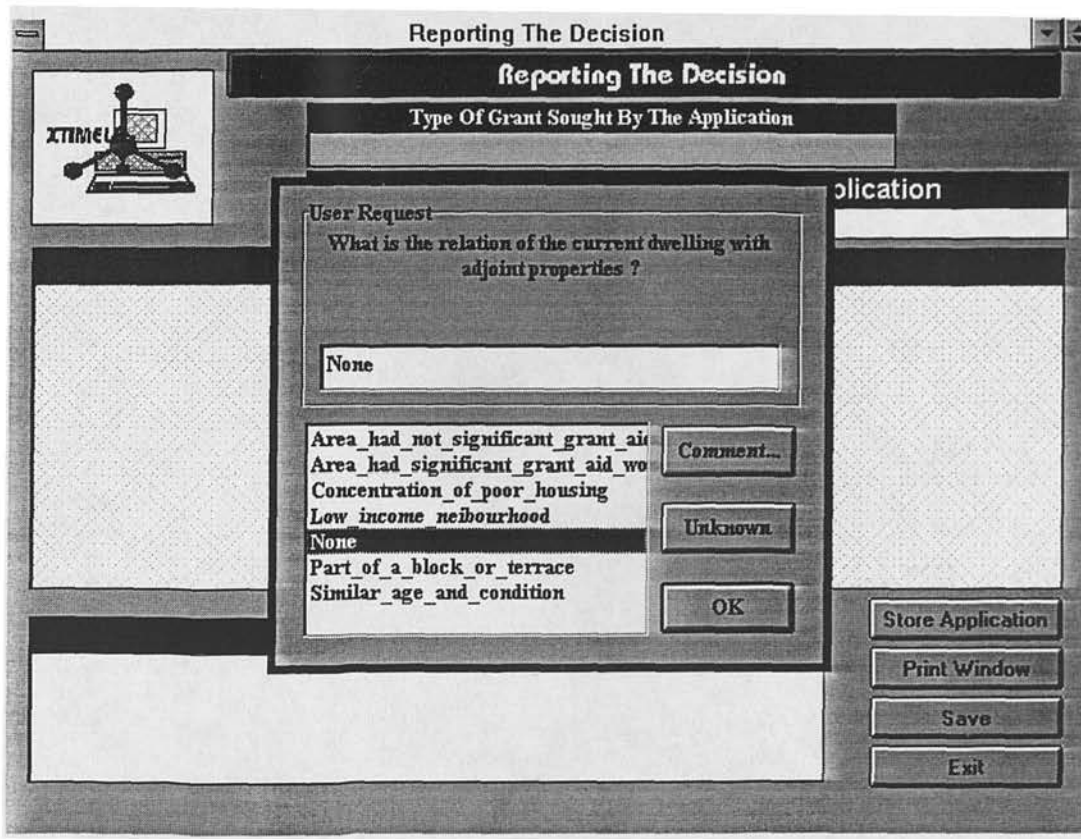 Reporting The Decision
Reporting The Decision
XTIMEL
Type Of Grant Sought By The Application
plication
User Request
What is the relation of the current dwelling with
adjoint properties ?
None
Area_had_not_significant_grant_aid
Area_had_significant_grant_aid_wo
Concentration_of_poor_housing
Low_income_neibourhood
None
Part_of_a_block_or_terrace
Similar_age_and_condition
Comment...
Unknown
OK
Store Application
Print Window
Save
Exit